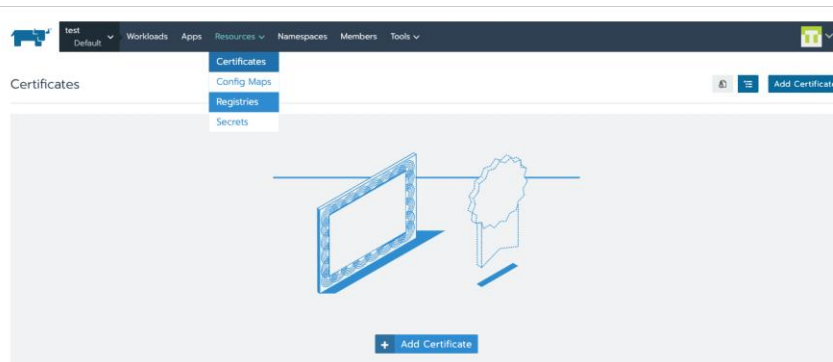 test
Default
Workloads Apps Resources Namespaces Members Tools
Certificates
Config Maps
Registries
Secrets
Certificates
Add Certificate
Add Certificate